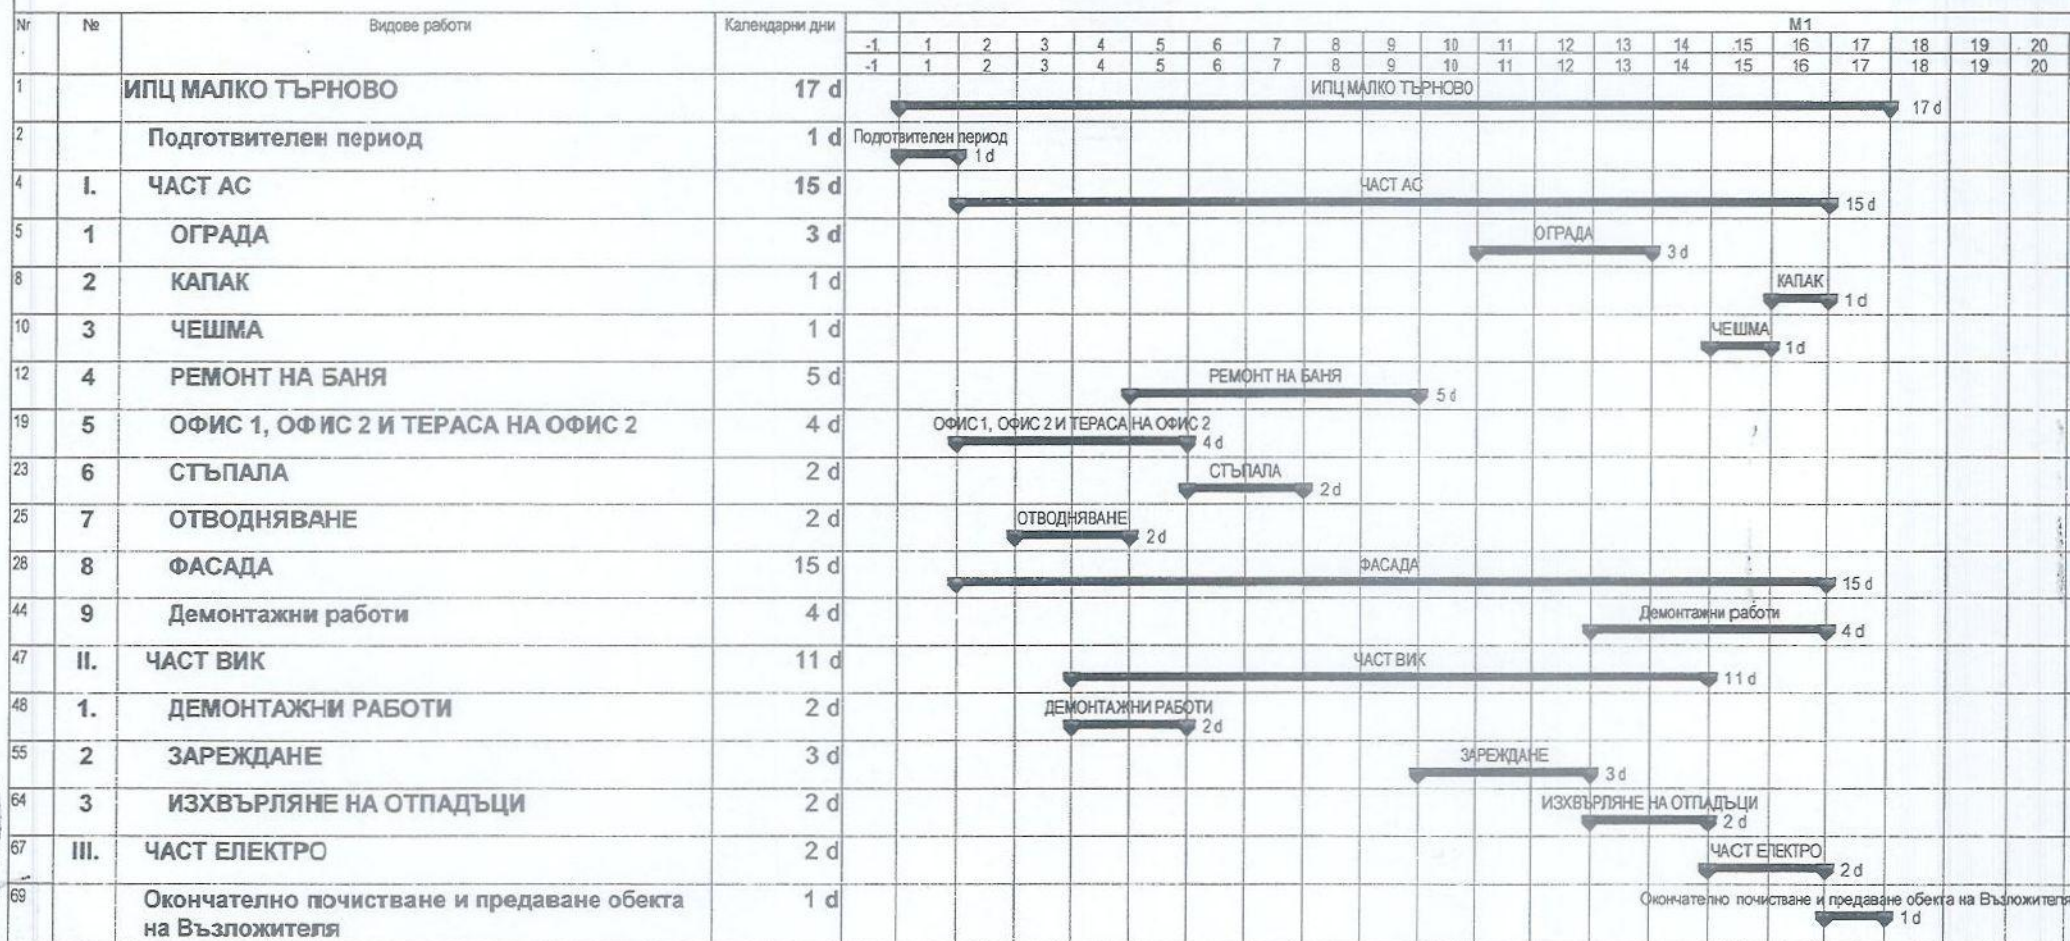 Nr № Видове работи Календарни дни М1
-1 1 2 3 4 5 6 7 8 9 10 11 12 13 14 15 16 17 18 19 20
-1 1 2 3 4 5 6 7 8 9 10 11 12 13 14 15 16 17 18 19 20
1 ИПЦ МАЛКО ТЪРНОВО 17 d ИПЦ МАЛКО ТЪРНОВО
17 d
2 Подготвителен период 1 d Подготвителен период
1 d
4 I. ЧАСТ АС 15 d ЧАСТ АС
15 d
5 1 ОГРАДА 3 d ОГРАДА
3 d
8 2 КАПАК 1 d КАПАК
1 d
10 3 ЧЕШМА 1 d ЧЕШМА
1 d
12 4 РЕМОНТ НА БАНЯ 5 d РЕМОНТ НА БАНЯ
5 d
19 5 ОФИС 1, ОФИС 2 И ТЕРАСА НА ОФИС 2 4 d ОФИС 1, ОФИС 2 И ТЕРАСА НА ОФИС 2
4 d
23 6 СТЪПАЛА 2 d СТЪПАЛА
2 d
25 7 ОТВОДНЯВАНЕ 2 d ОТВОДНЯВАНЕ
2 d
28 8 ФАСАДА 15 d ФАСАДА
15 d
44 9 Демонтажни работи 4 d Демонтажни работи
4 d
47 II. ЧАСТ ВИК 11 d ЧАСТ ВИК
11 d
48 1. ДЕМОНТАЖНИ РАБОТИ 2 d ДЕМОНТАЖНИ РАБОТИ
2 d
55 2 ЗАРЕЖДАНЕ 3 d ЗАРЕЖДАНЕ
3 d
64 3 ИЗХВЪРЛЯНЕ НА ОТПАДЪЦИ 2 d ИЗХВЪРЛЯНЕ НА ОТПАДЪЦИ
2 d
67 III. ЧАСТ ЕЛЕКТРО 2 d ЧАСТ ЕЛЕКТРО
2 d
69 Окончателно почистване и предаване обекта 1 d Окончателно почистване и предаване обекта на Възложителя
на Възложителя 1 d